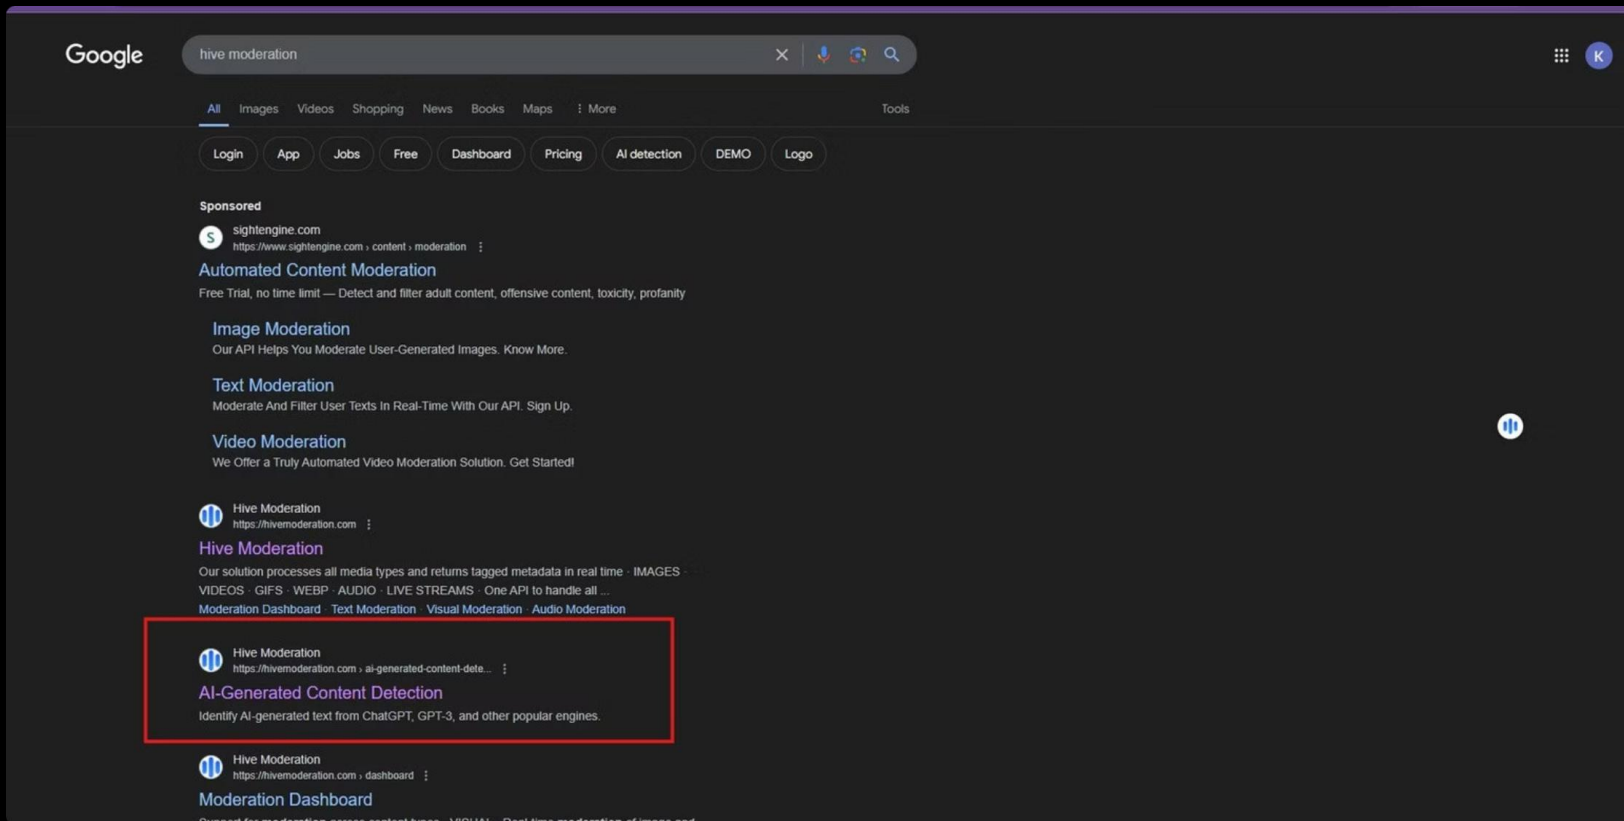 Google
hive moderation
K
All Images Videos Shopping News Books Maps More Tools
Login App Jobs Free Dashboard Pricing AI detection DEMO Logo
Sponsored
S
sightengine.com
https://www.sightengine.com › content › moderation
Automated Content Moderation
Free Trial, no time limit — Detect and filter adult content, offensive content, toxicity, profanity
Image Moderation
Our API Helps You Moderate User-Generated Images. Know More.
Text Moderation
Moderate And Filter User Texts In Real-Time With Our API. Sign Up.
Video Moderation
We Offer a Truly Automated Video Moderation Solution. Get Started!
Hive Moderation
https://hivemoderation.com
Hive Moderation
Our solution processes all media types and returns tagged metadata in real time · IMAGES ·
VIDEOS · GIFS · WEBP · AUDIO · LIVE STREAMS · One API to handle all ...
Moderation Dashboard · Text Moderation · Visual Moderation · Audio Moderation
Hive Moderation
https://hivemoderation.com › ai-generated-content-dete...
AI-Generated Content Detection
Identify AI-generated text from ChatGPT, GPT-3, and other popular engines.
Hive Moderation
https://hivemoderation.com › dashboard
Moderation Dashboard